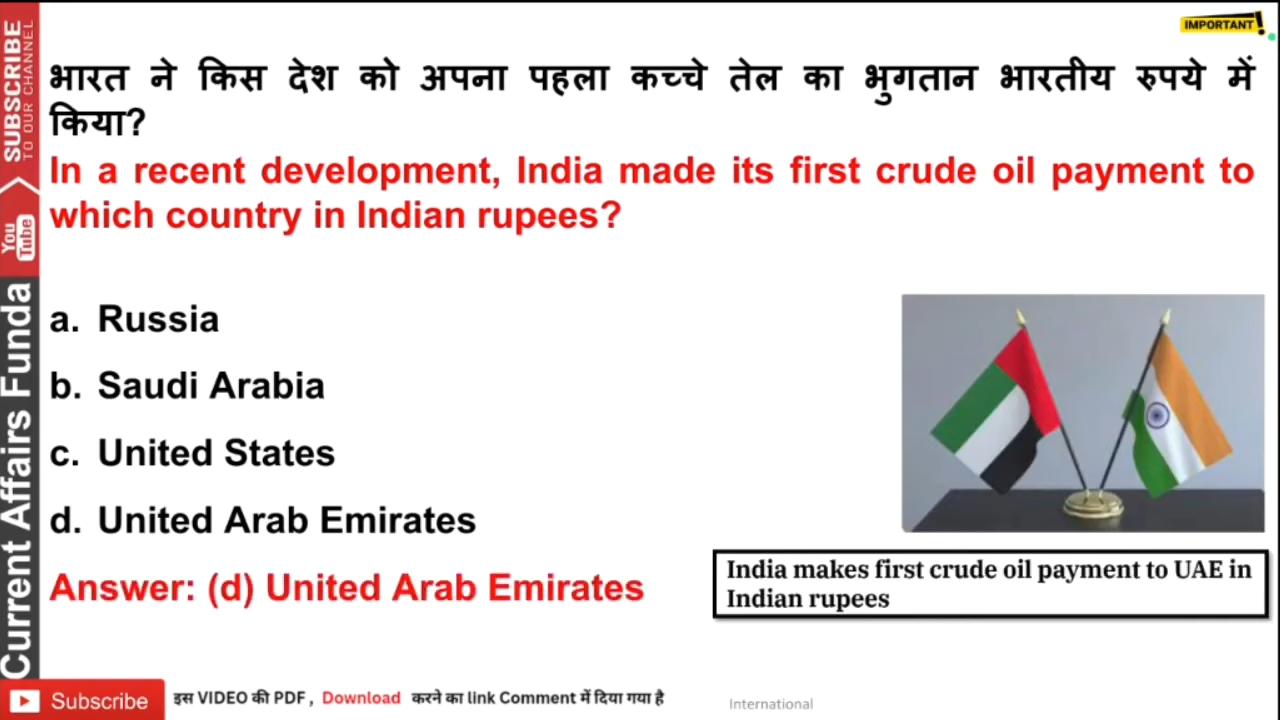 SUBSCRIBE
TO OUR CHANNEL
You
Tube
Current Affairs Funda
IMPORTANT!
भारत ने किस देश को अपना पहला कच्चे तेल का भुगतान भारतीय रुपये में
किया?
In a recent development, India made its first crude oil payment to
which country in Indian rupees?
a. Russia
b. Saudi Arabia
c. United States
d. United Arab Emirates
Answer: (d) United Arab Emirates
India makes first crude oil payment to UAE in
Indian rupees
Subscribe
इस VIDEO की PDF , Download करने का link Comment में दिया गया है
International